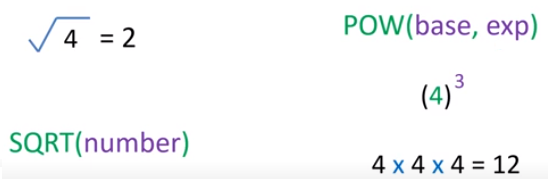 √4 = 2
SQRT(number)
POW(base, exp)
(4)³
4 x 4 x 4 = 12